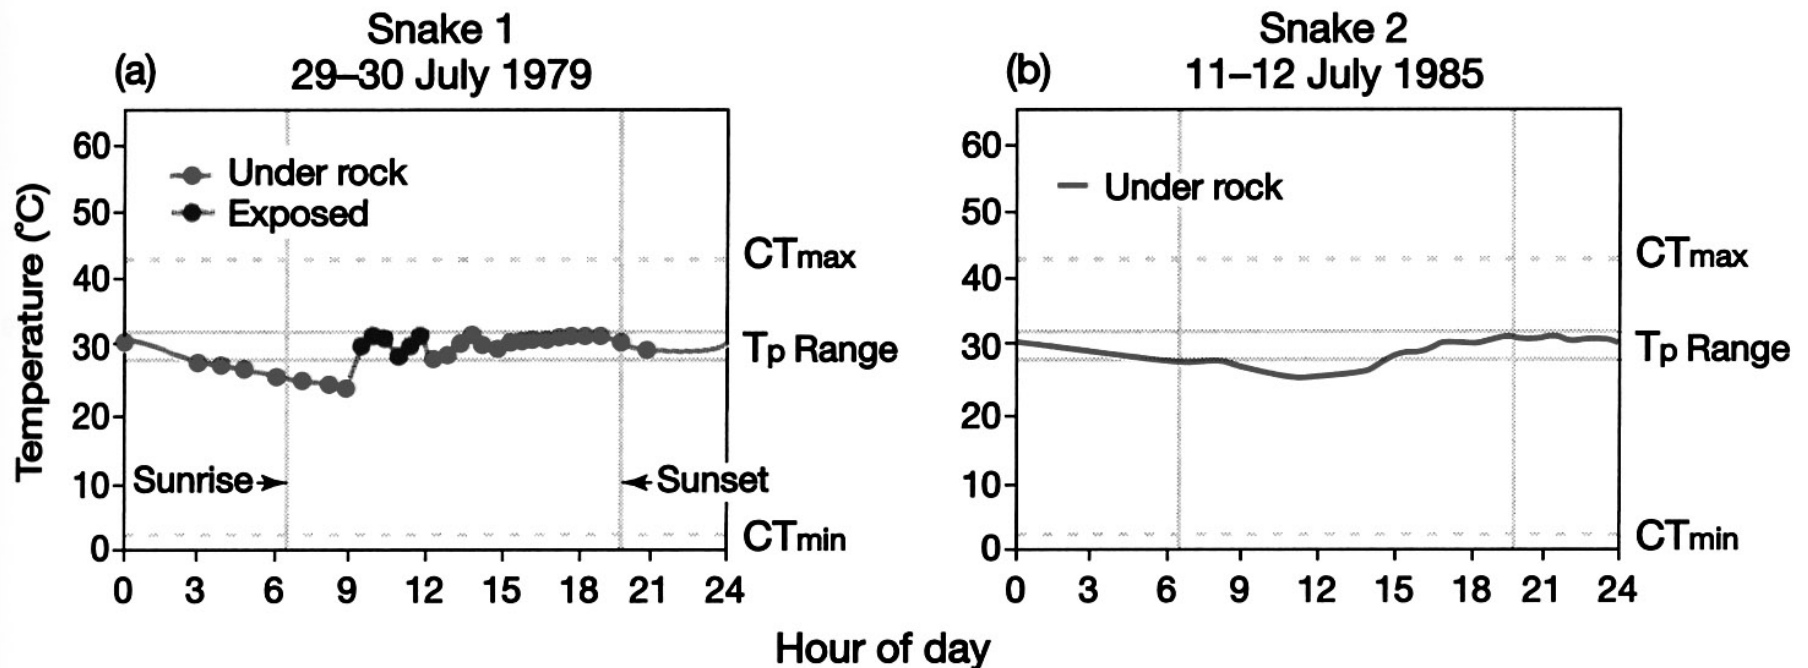 Snake 1
(a) 29–30 July 1979
Temperature (°C)
60
50
40
30
20
10
0
Under rock
Exposed
CTmax
Tp Range
Sunrise
Sunset
CTmin
0 3 6 9 12 15 18 21 24
Snake 2
(b) 11–12 July 1985
60
50
40
30
20
10
0
Under rock
CTmax
Tp Range
CTmin
0 3 6 9 12 15 18 21 24
Hour of day